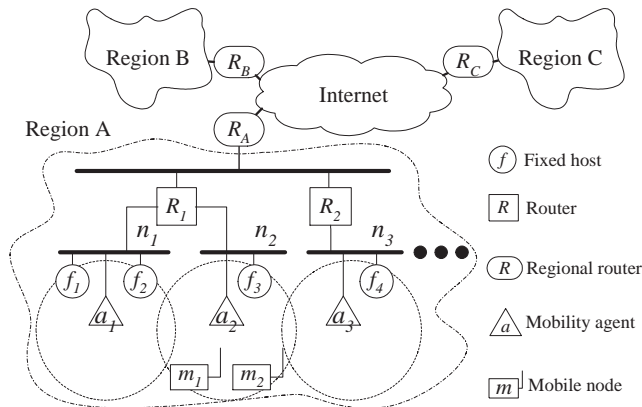 Region B
R_B
R_C
Region C
Internet
Region A
R_A
f Fixed host
R_1
R_2
R Router
n_1
n_2
n_3
f_1
f_2
f_3
f_4
R Regional router
a_1
a_2
a_3
a Mobility agent
m_1
m_2
m Mobile node